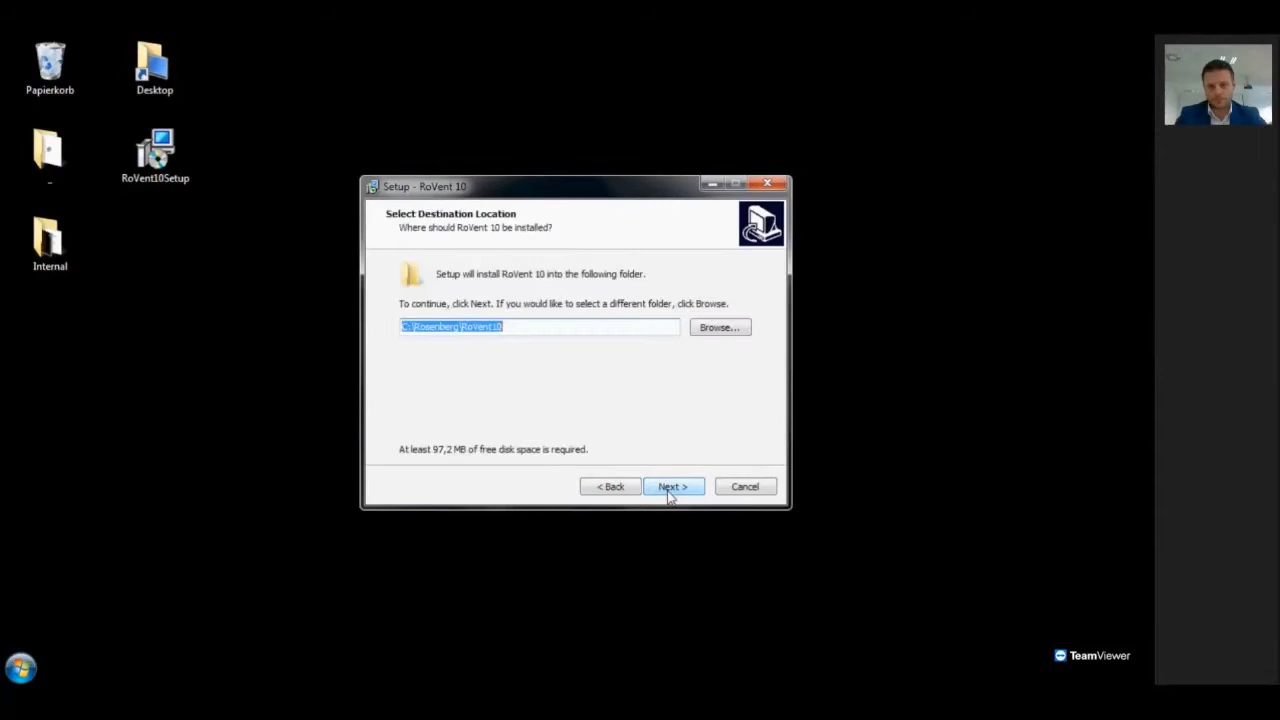 Papierkorb
Desktop
_
RoVent10Setup
Internal
Setup - RoVent 10
Select Destination Location
Where should RoVent 10 be installed?
Setup will install RoVent 10 into the following folder.
To continue, click Next. If you would like to select a different folder, click Browse.
C:\Rosenberg\RoVent10
Browse...
At least 97,2 MB of free disk space is required.
< Back
Next >
Cancel
TeamViewer